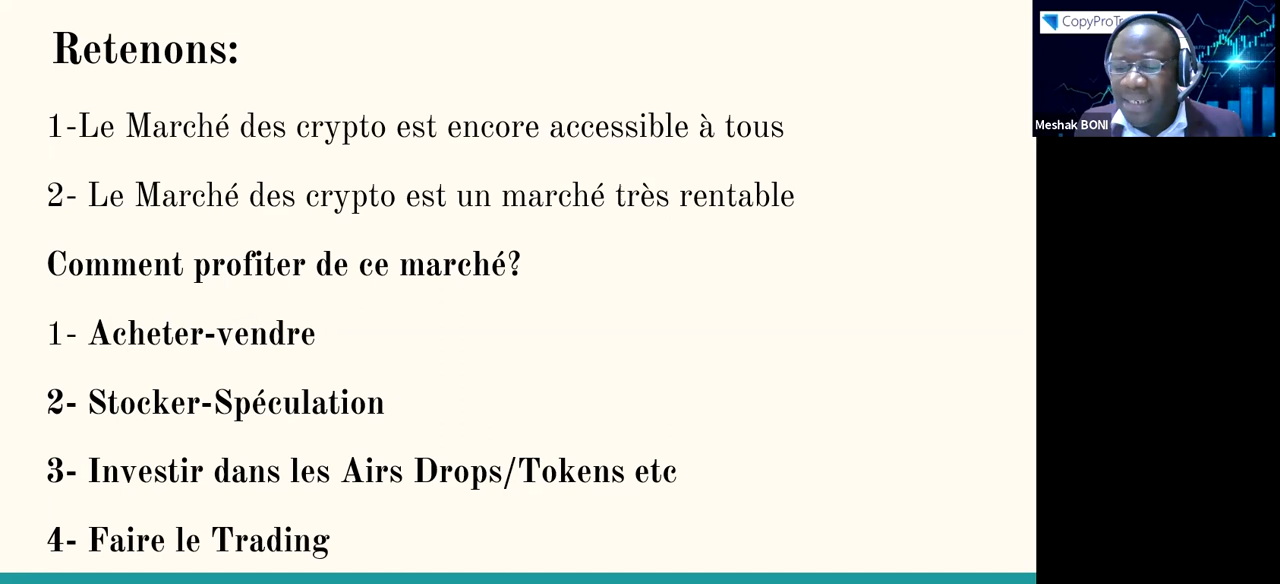 Retenons:
1-Le Marché des crypto est encore accessible à tous
2- Le Marché des crypto est un marché très rentable
Comment profiter de ce marché?
1- Acheter-vendre
2- Stocker-Spéculation
3- Investir dans les Airs Drops/Tokens etc
4- Faire le Trading
CopyProTr
Meshak BONI